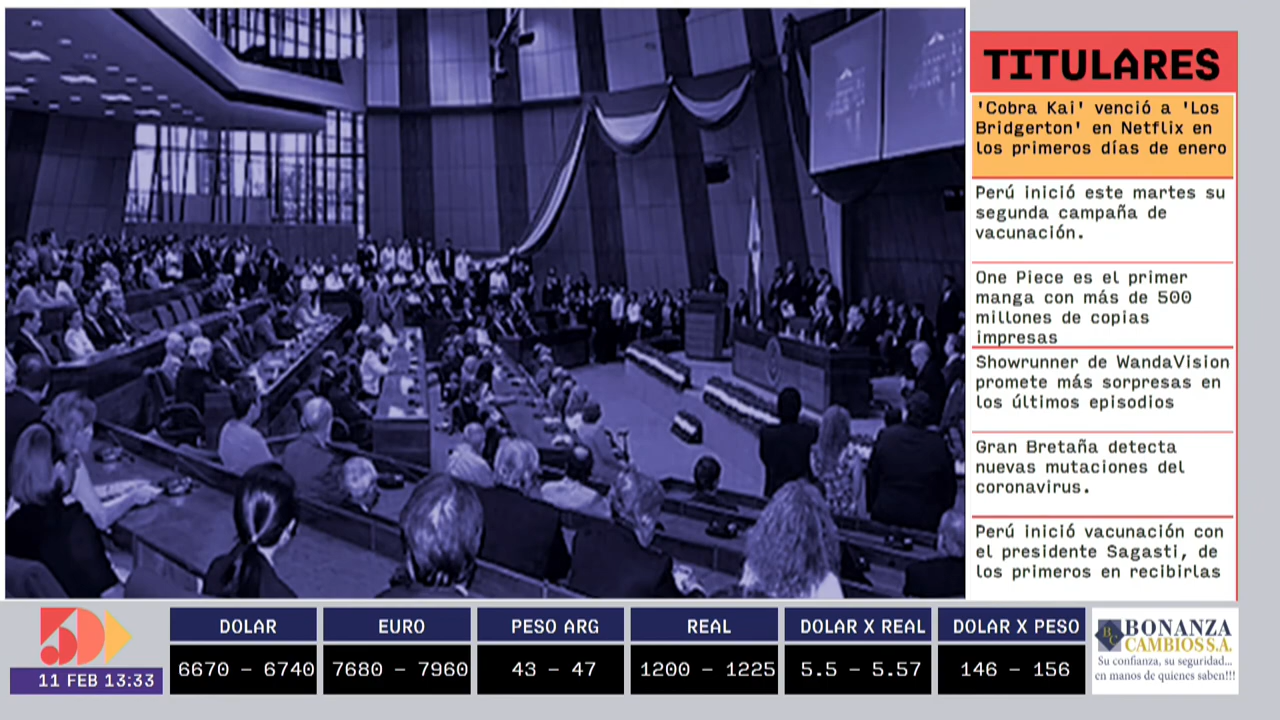 TITULARES
'Cobra Kai' venció a 'Los
Bridgerton' en Netflix en
los primeros días de enero
Perú inició este martes su
segunda campaña de
vacunación.
One Piece es el primer
manga con más de 500
millones de copias
impresas
Showrunner de WandaVision
promete más sorpresas en
los últimos episodios
Gran Bretaña detecta
nuevas mutaciones del
coronavirus.
Perú inició vacunación con
el presidente Sagasti, de
los primeros en recibirlas
5D
11 FEB 13:33
DOLAR
6670 - 6740
EURO
7680 - 7960
PESO ARG
43 - 47
REAL
1200 - 1225
DOLAR X REAL
5.5 - 5.57
DOLAR X PESO
146 - 156
BC
BONANZA
CAMBIOS S.A.
Su confianza, su seguridad...
en manos de quienes saben!!!